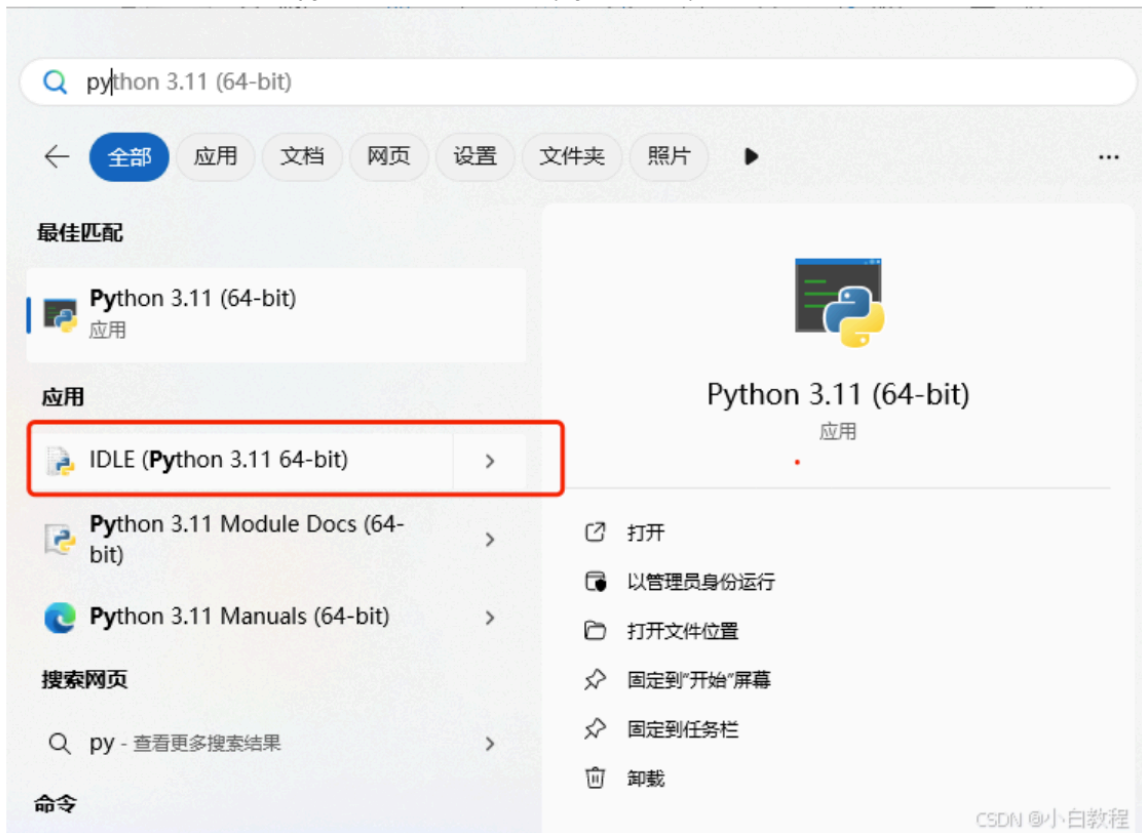 python 3.11 (64-bit)
全部 应用 文档 网页 设置 文件夹 照片
最佳匹配
Python 3.11 (64-bit)
应用
应用
IDLE (Python 3.11 64-bit)
Python 3.11 Module Docs (64-
bit)
Python 3.11 Manuals (64-bit)
搜索网页
py - 查看更多搜索结果
命令
Python 3.11 (64-bit)
应用
打开
以管理员身份运行
打开文件位置
固定到"开始"屏幕
固定到任务栏
卸载
CSDN @小白教程